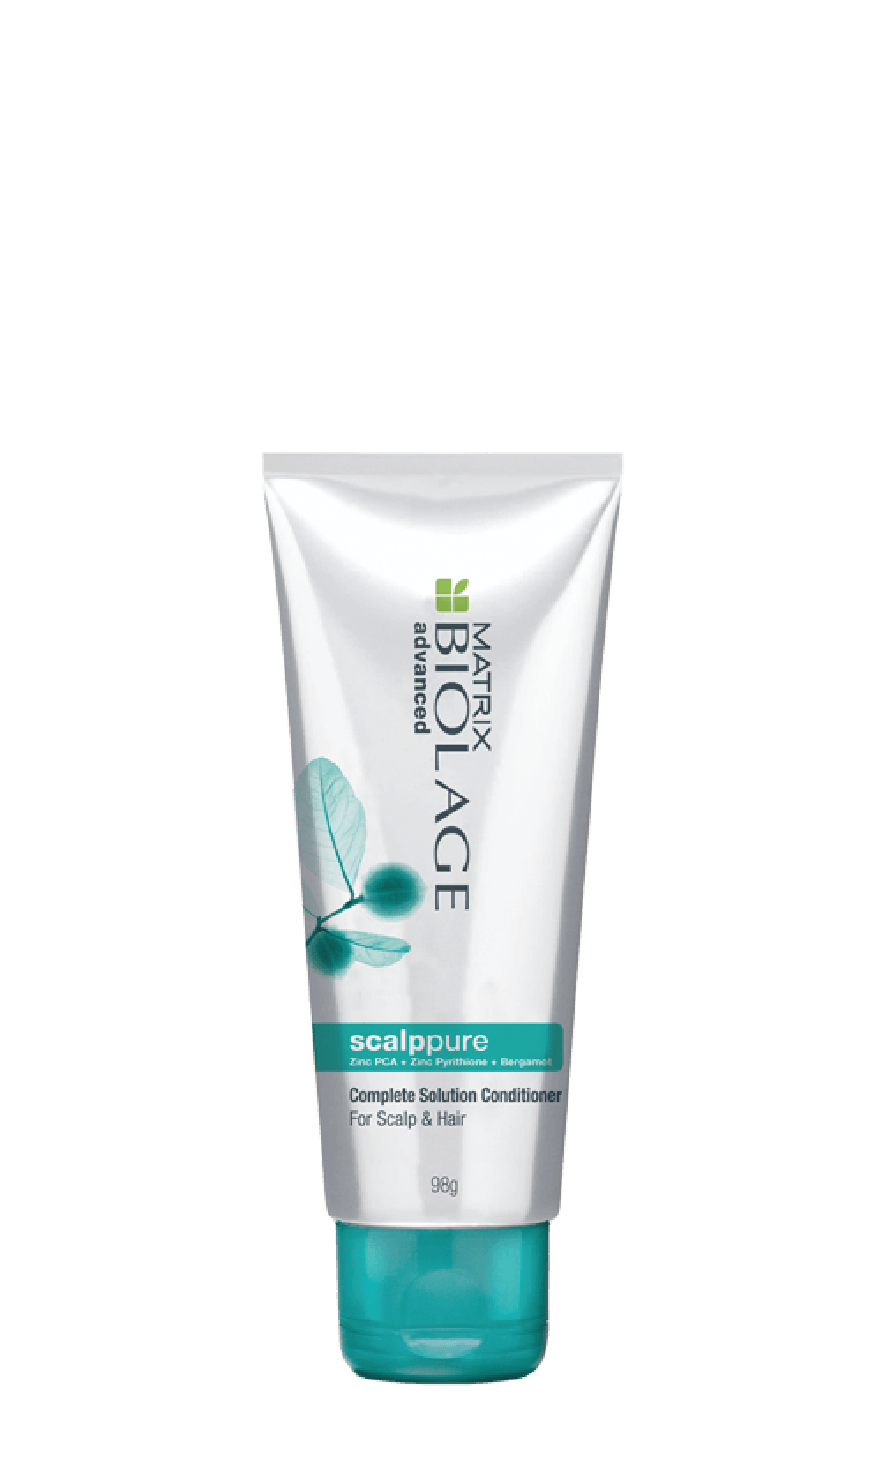 MATRIX
BIOLAGE
advanced
scalppure
Zinc PCA + Zinc Pyrithione + Bergamot
Complete Solution Conditioner
For Scalp & Hair
98g